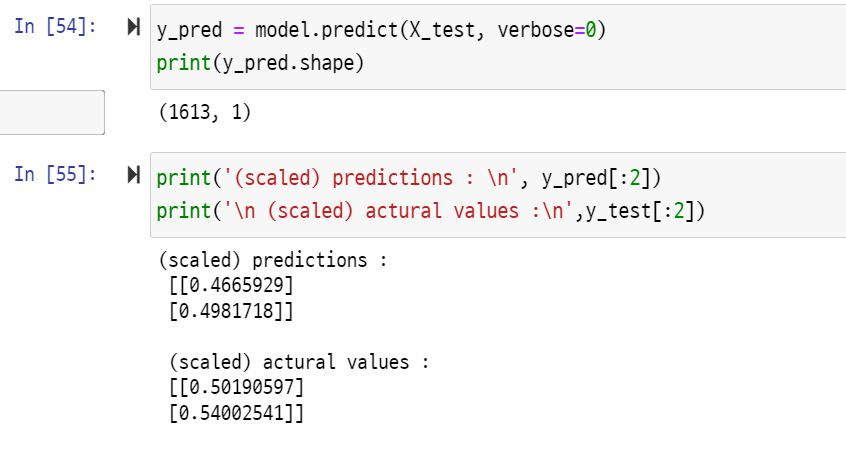 In [54]: y_pred = model.predict(X_test, verbose=0)
print(y_pred.shape)
(1613, 1)
In [55]: print('(scaled) predictions : \n', y_pred[:2])
print('\n (scaled) actural values :\n',y_test[:2])
(scaled) predictions :
[[0.4665929]
[0.4981718]]
(scaled) actural values :
[[0.50190597]
[0.54002541]]